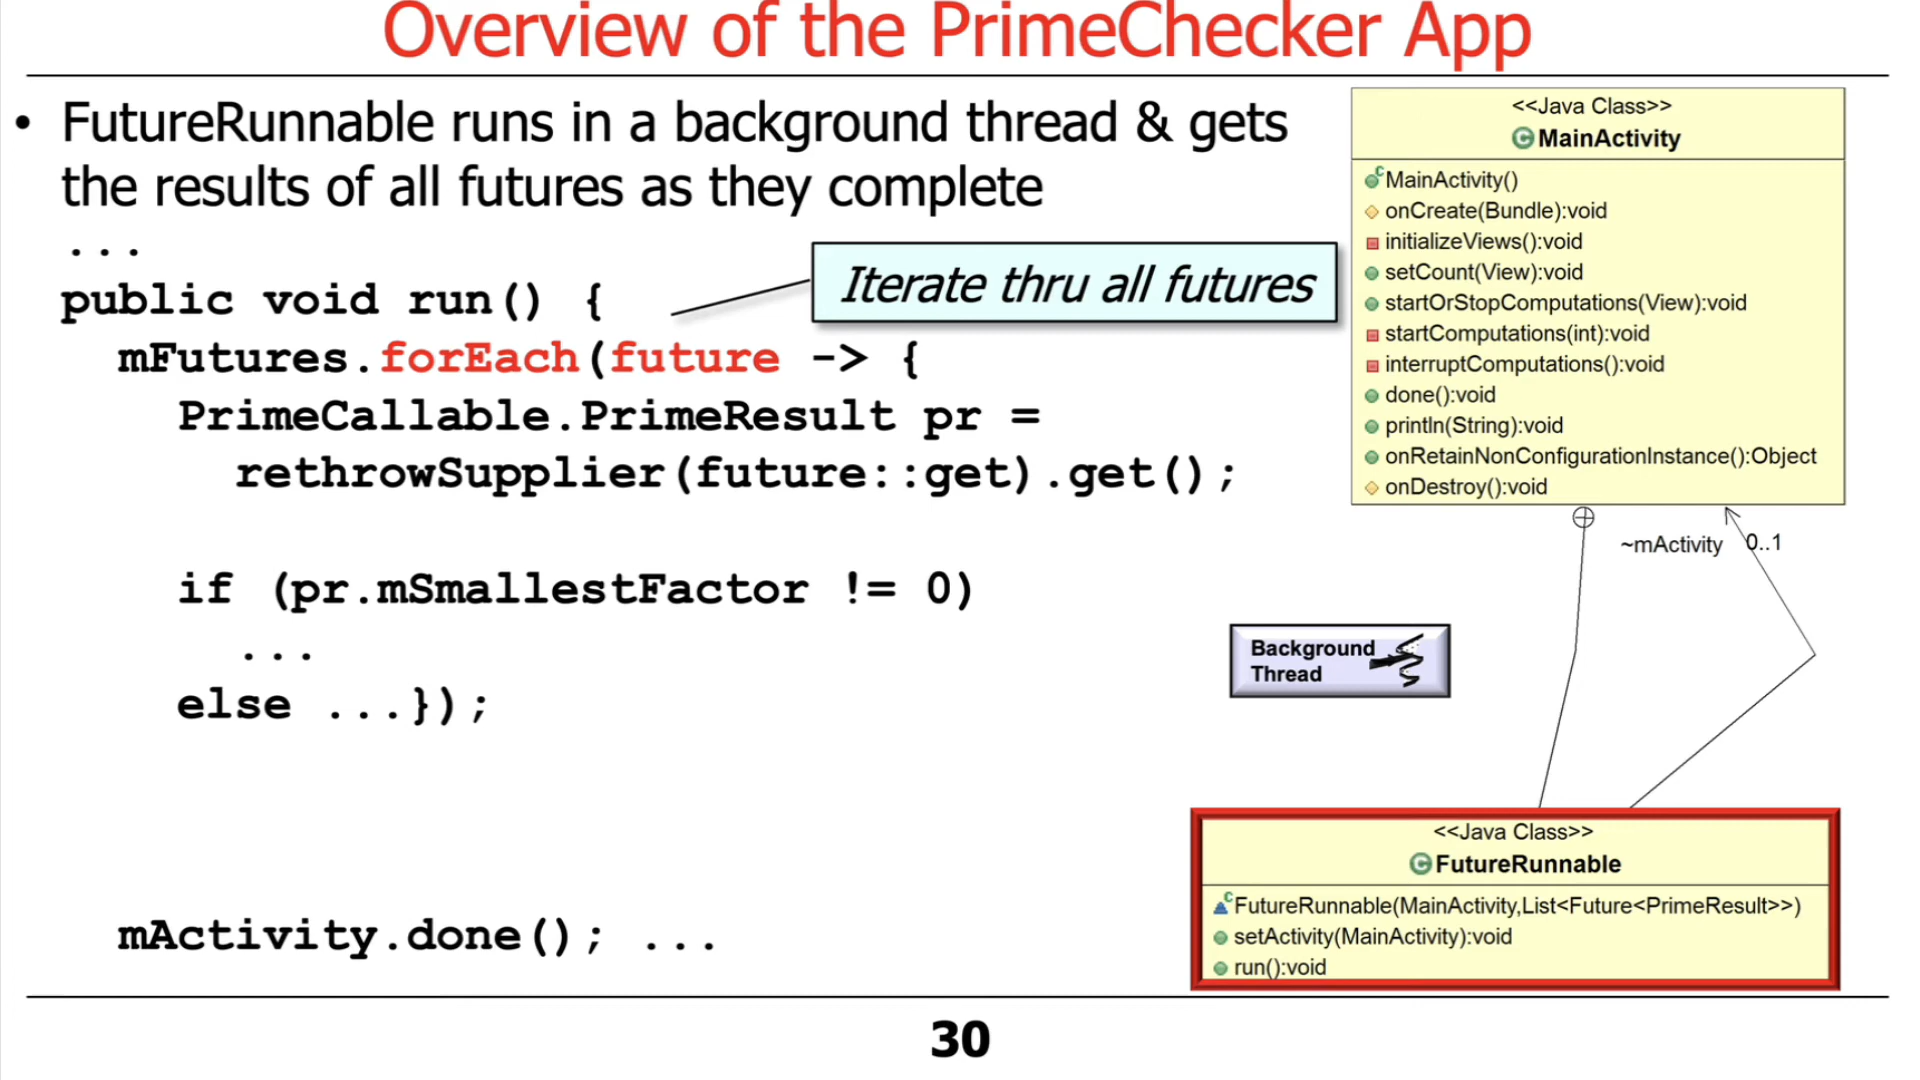 Overview of the PrimeChecker App
• FutureRunnable runs in a background thread & gets
the results of all futures as they complete
...
public void run() {
mFutures.forEach(future -> {
PrimeCallable.PrimeResult pr =
rethrowSupplier(future::get).get();
if (pr.mSmallestFactor != 0)
...
else ...});
mActivity.done(); ...
Iterate thru all futures
<<Java Class>>
C MainActivity
C MainActivity()
onCreate(Bundle):void
initializeViews():void
setCount(View):void
startOrStopComputations(View):void
startComputations(int):void
interruptComputations():void
done():void
println(String):void
onRetainNonConfigurationInstance():Object
onDestroy():void
~mActivity 0..1
Background
Thread
<<Java Class>>
C FutureRunnable
C FutureRunnable(MainActivity,List<Future<PrimeResult>>)
setActivity(MainActivity):void
run():void
30